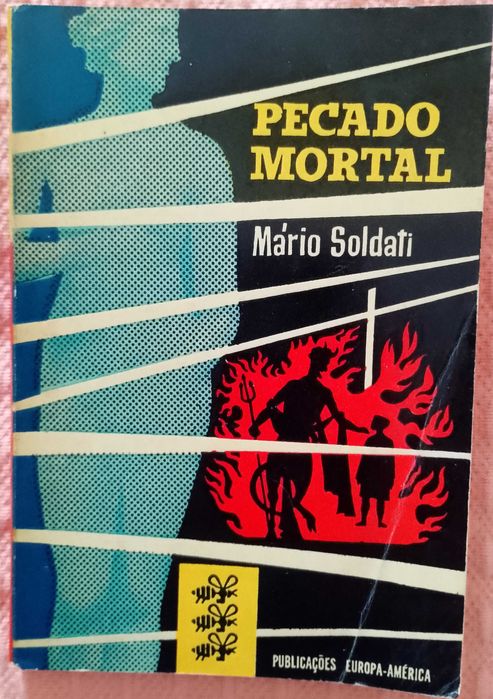 PECADO
MORTAL
Mário Soldati
PUBLICAÇÕES EUROPA-AMÉRICA